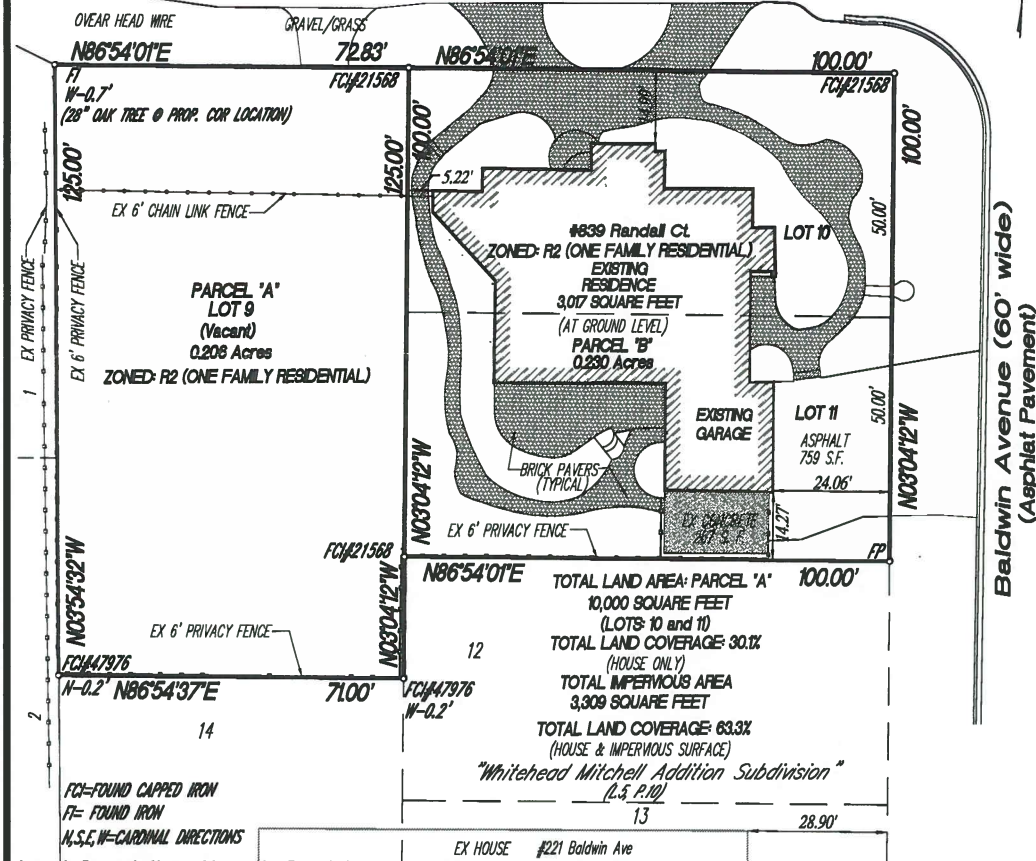 OVEAR HEAD WIRE
GRAVEL/GRASS
N86°54'01"E
72.83'
N86°54'01"E
100.00'
FI
W-0.7'
(28" OAK TREE @ PROP. COR LOCATION)
FCI#21568
FCI#21568
125.00'
125.00'
100.00'
100.00'
5.22'
EX 6' CHAIN LINK FENCE
#839 Randall Ct.
ZONED: R2 (ONE FAMILY RESIDENTIAL)
EXISTING
RESIDENCE
3,017 SQUARE FEET
(AT GROUND LEVEL)
PARCEL "B"
0.230 Acres
LOT 10
50.00'
EX PRIVACY FENCE
1
EX 6' PRIVACY FENCE
PARCEL "A"
LOT 9
(Vacant)
0.206 Acres
ZONED: R2 (ONE FAMILY RESIDENTIAL)
Baldwin Avenue (60' wide)
(Asphlat Pavement)
EXISTING
GARAGE
LOT 11
ASPHALT
759 S.F.
50.00'
24.06'
N03°04'12"W
N03°04'12"W
BRICK PAVERS
(TYPICAL)
EX CONCRETE
S.F.
14.27'
EX 6' PRIVACY FENCE
FCI#21568
FP
N86°54'01"E
100.00'
N03°54'32"W
N03°04'12"W
EX 6' PRIVACY FENCE
TOTAL LAND AREA: PARCEL "A"
10,000 SQUARE FEET
(LOTS: 10 and 11)
TOTAL LAND COVERAGE: 30.1%
(HOUSE ONLY)
TOTAL IMPERVIOUS AREA
3,309 SQUARE FEET
TOTAL LAND COVERAGE: 63.3%
(HOUSE & IMPERVIOUS SURFACE)
12
FCI#47976
N-0.2'
N86°54'37"E
71.00'
FCI#47976
W-0.2'
2
14
"Whitehead Mitchell Addition Subdivision"
(L.5, P.10)
13
28.90'
FCI=FOUND CAPPED IRON
FI= FOUND IRON
N,S,E,W=CARDINAL DIRECTIONS
EX HOUSE #221 Baldwin Ave